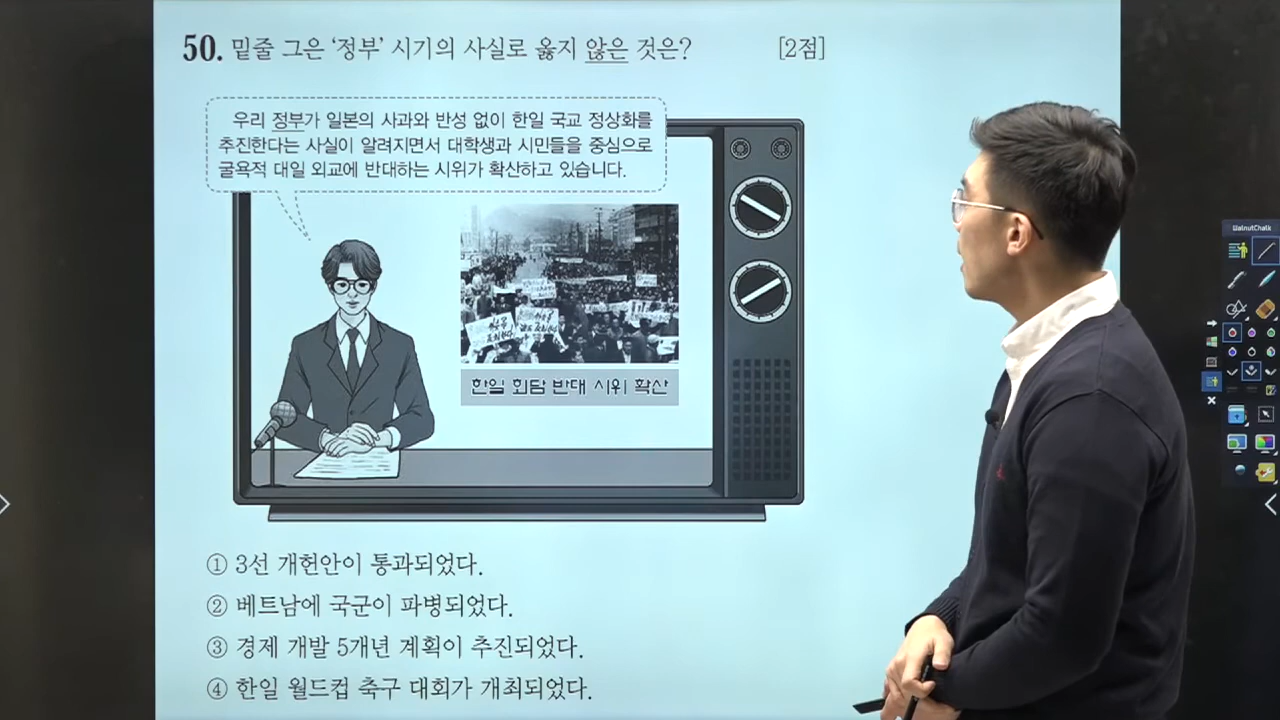 50. 밑줄 그은 '정부' 시기의 사실로 옳지 않은 것은? [2점]
우리 정부가 일본의 사과와 반성 없이 한일 국교 정상화를
추진한다는 사실이 알려지면서 대학생과 시민들을 중심으로
굴욕적 대일 외교에 반대하는 시위가 확산하고 있습니다.
한일 회담 반대 시위 확산
① 3선 개헌안이 통과되었다.
② 베트남에 국군이 파병되었다.
③ 경제 개발 5개년 계획이 추진되었다.
④ 한일 월드컵 축구 대회가 개최되었다.
WalnutChalk